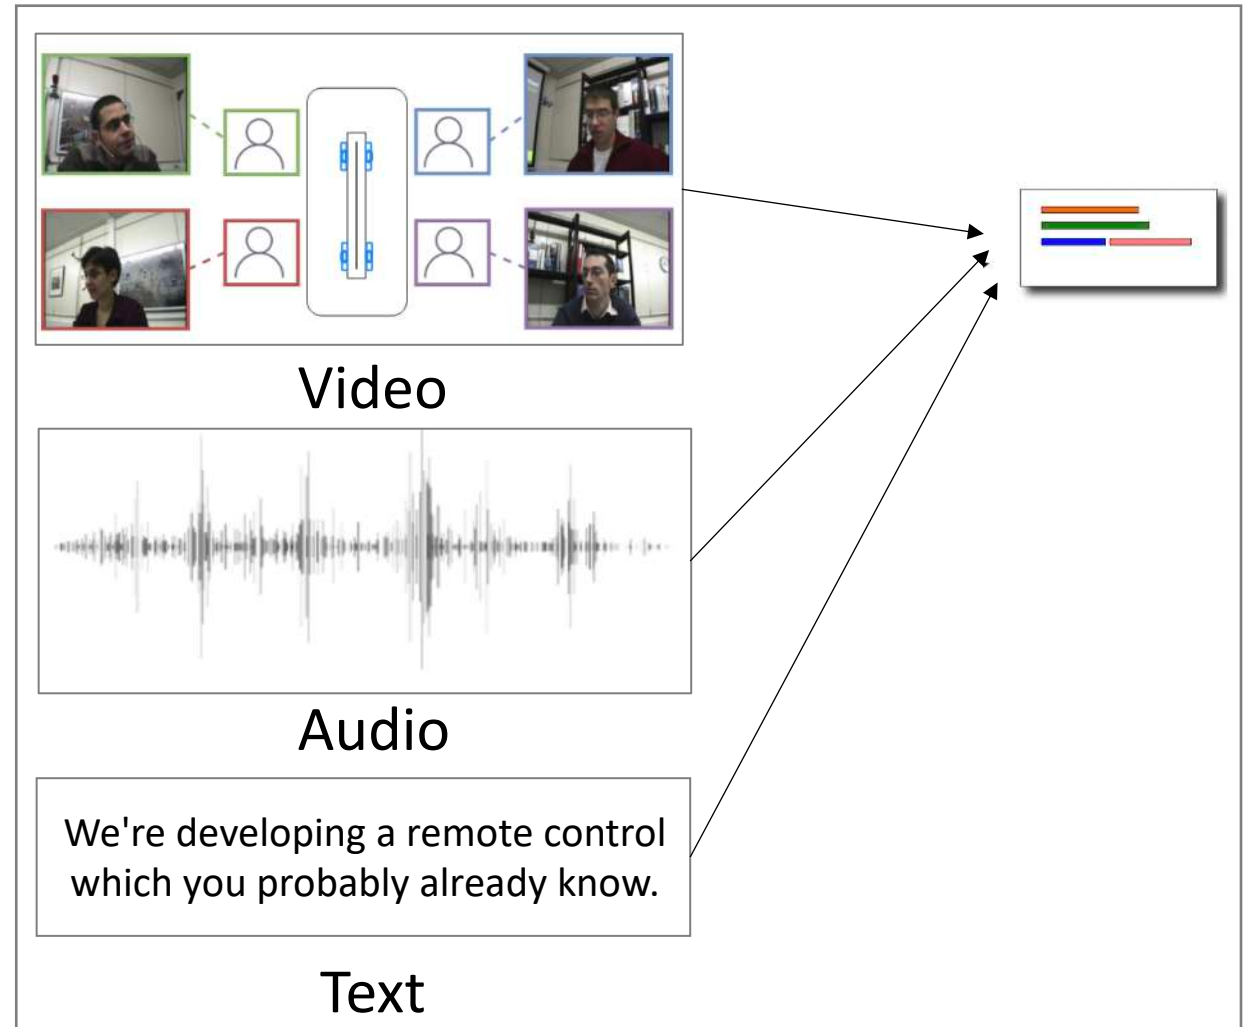 Video
Audio
We're developing a remote control
which you probably already know.
Text